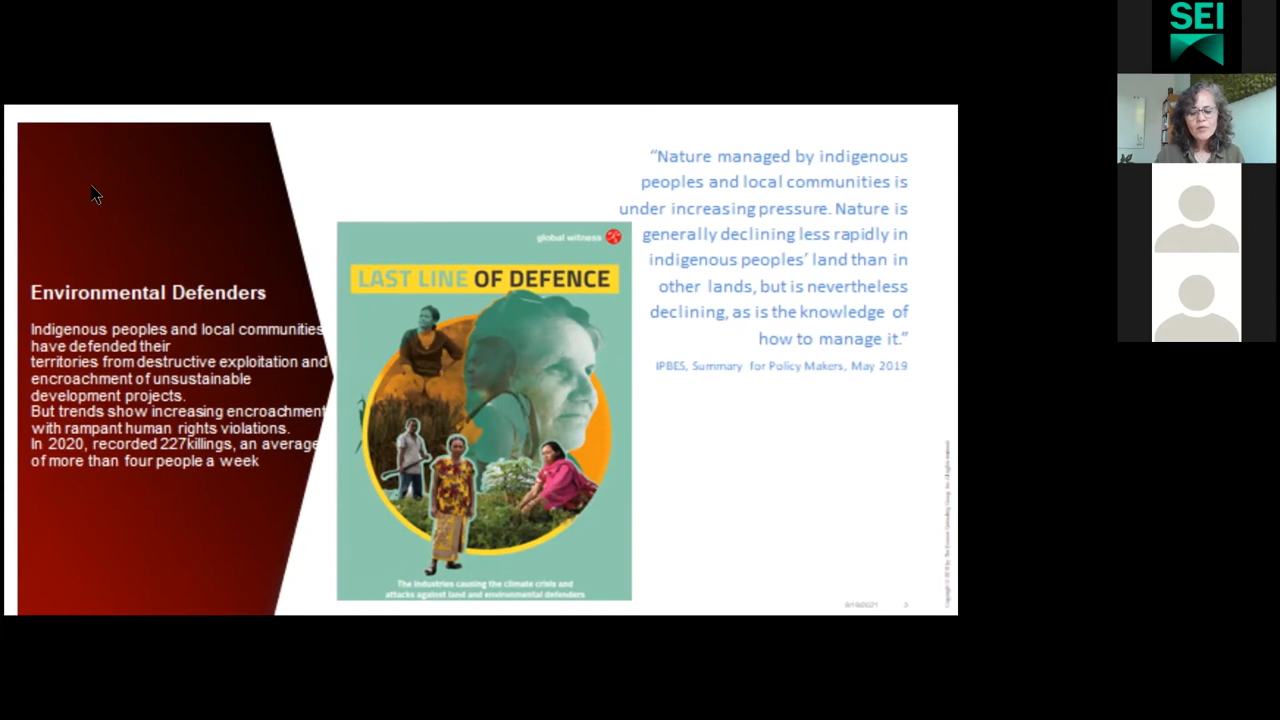 SEI
Environmental Defenders
Indigenous peoples and local communities
have defended their
territories from destructive exploitation and
encroachment of unsustainable
development projects.
But trends show increasing encroachment
with rampant human rights violations.
In 2020, recorded 227killings, an average
of more than four people a week
global witness
LAST LINE OF DEFENCE
The industries causing the climate crisis and
attacks against land and environmental defenders
“Nature managed by indigenous
peoples and local communities is
under increasing pressure. Nature is
generally declining less rapidly in
indigenous peoples’ land than in
other lands, but is nevertheless
declining, as is the knowledge of
how to manage it.”
IPBES, Summary for Policy Makers, May 2019
3